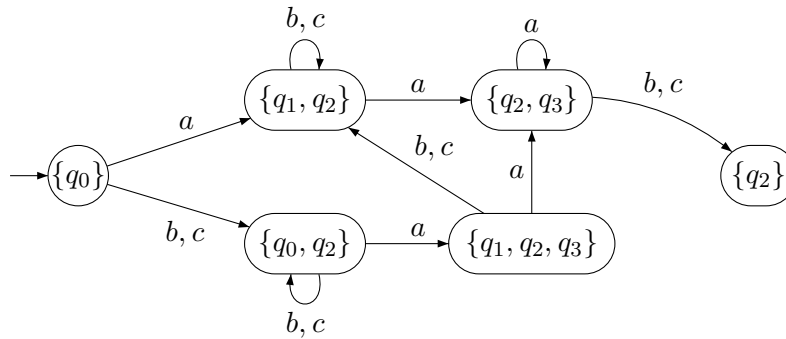 b, c
a
{q1, q2}
a
{q2, q3}
b, c
a
b, c
{q0}
a
{q2}
b, c
{q0, q2}
a
{q1, q2, q3}
b, c